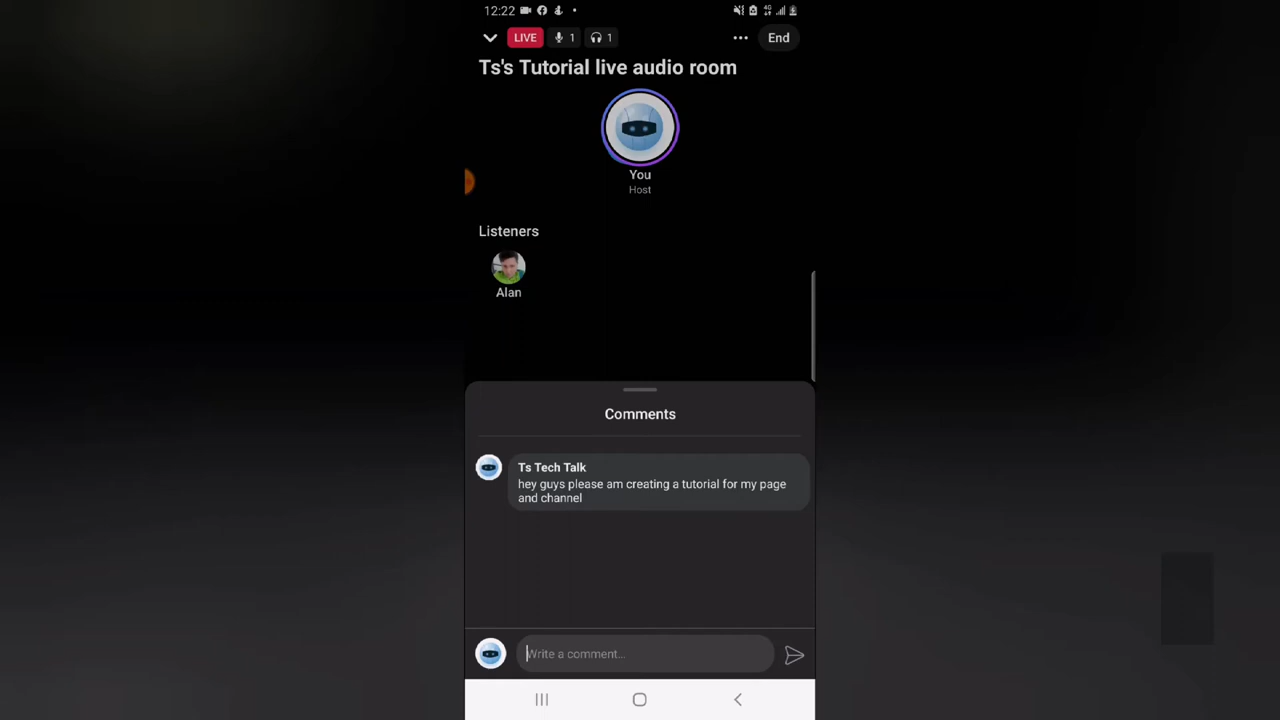 12:22 4G
LIVE 1 1 End
Ts's Tutorial live audio room
You
Host
Listeners
Alan
Comments
Ts Tech Talk
hey guys please am creating a tutorial for my page
and channel
Write a comment...